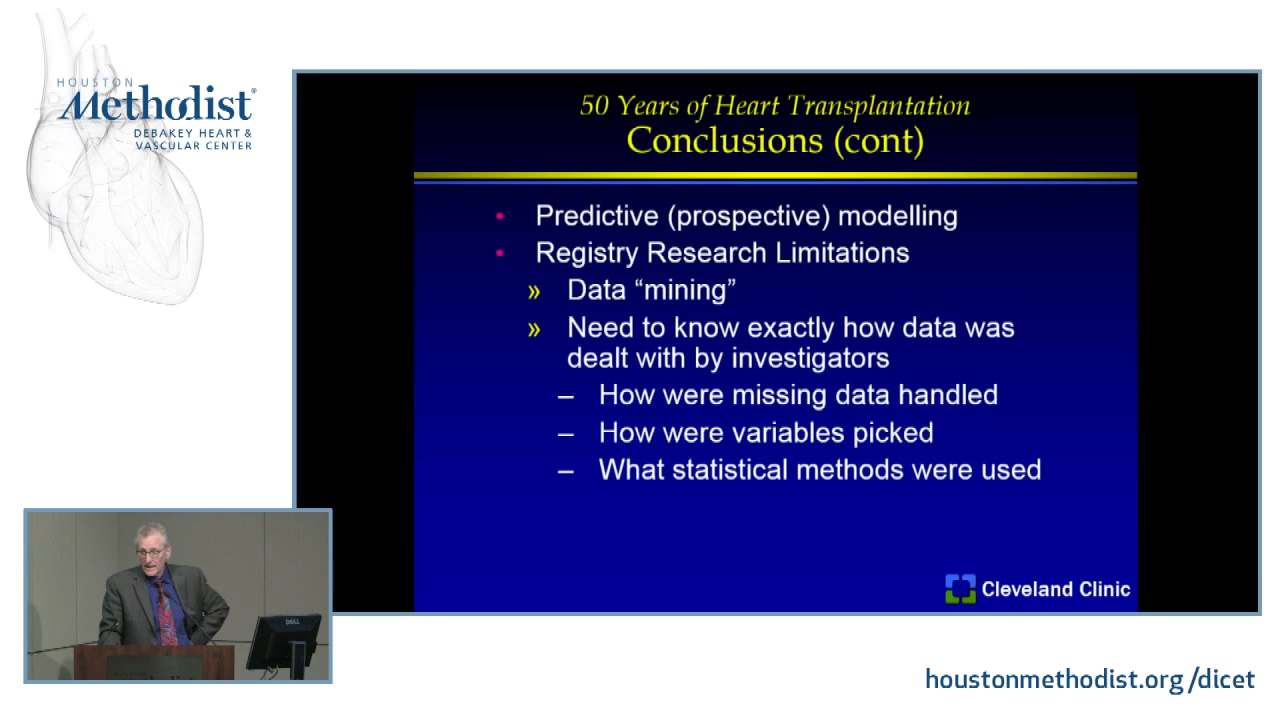 HOUSTON
Methodist®
DEBAKEY HEART &
VASCULAR CENTER
50 Years of Heart Transplantation
Conclusions (cont)
• Predictive (prospective) modelling
• Registry Research Limitations
» Data “mining”
» Need to know exactly how data was
dealt with by investigators
– How were missing data handled
– How were variables picked
– What statistical methods were used
Cleveland Clinic
DELL
houstonmethodist.org/dicet